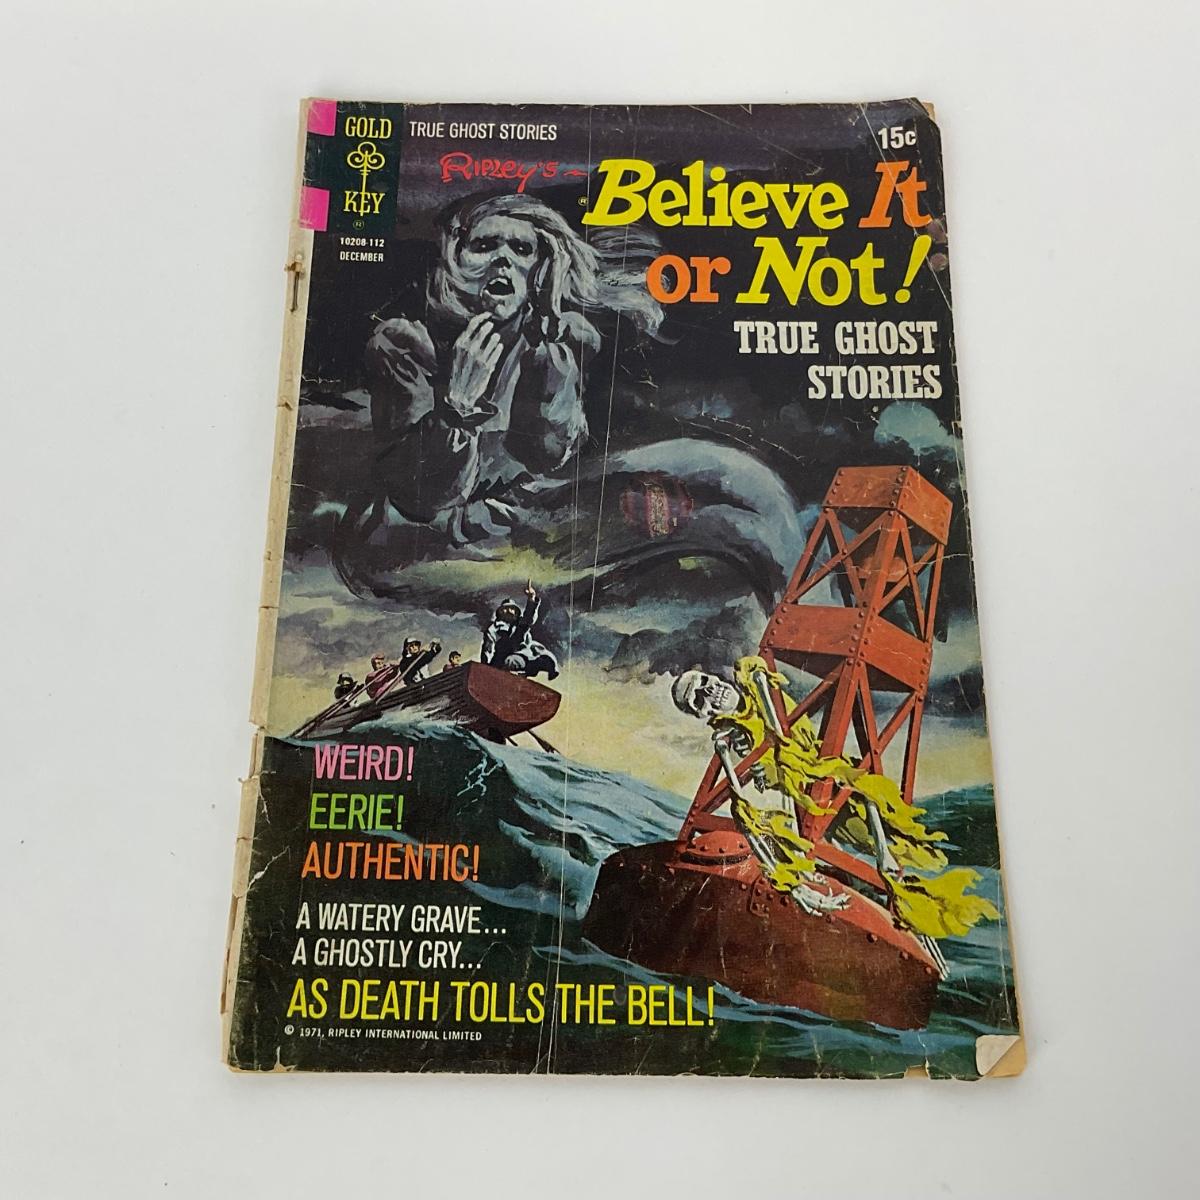 GOLD
KEY
®
10208-112
DECEMBER
TRUE GHOST STORIES
15c
Ripley's
® Believe It
or Not!
TRUE GHOST
STORIES
WEIRD!
EERIE!
AUTHENTIC!
A WATERY GRAVE...
A GHOSTLY CRY...
AS DEATH TOLLS THE BELL!
© 1971, RIPLEY INTERNATIONAL LIMITED